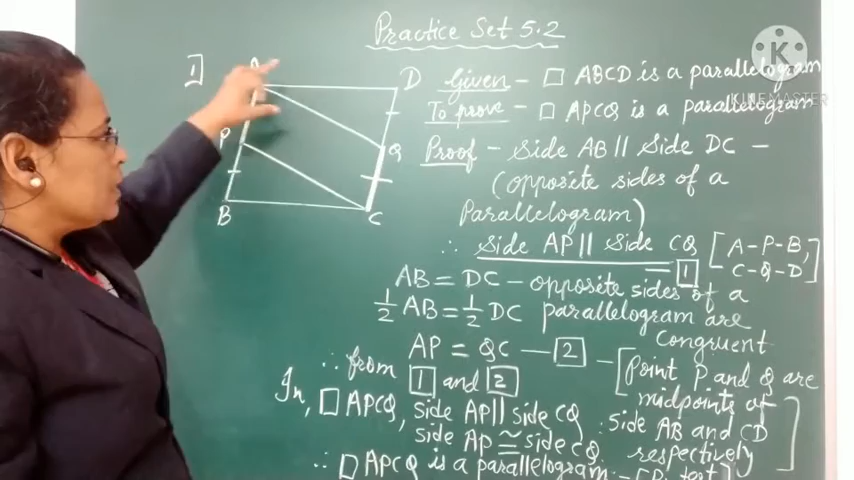 Practice Set 5.2
1]
A
D
P
Q
B
C
Given - □ ABCD is a parallelogram
To prove - □ APCQ is a parallelogram
Proof - side AB || side DC -
(opposite sides of a
Parallelogram)
∴ side AP || side CQ [A-P-B,
C-Q-D]
— 1
AB = DC - opposite sides of a
parallelogram are
congruent
1/2 AB = 1/2 DC
AP = QC — 2 - [Point P and Q are
midpoints of
side AB and CD
respectively]
∴ from 1 and 2
In, □ APCQ, side AP || side CQ
side AP ≅ side CQ
∴ □ APCQ is a parallelogram - [ test]
K
KINEMASTER